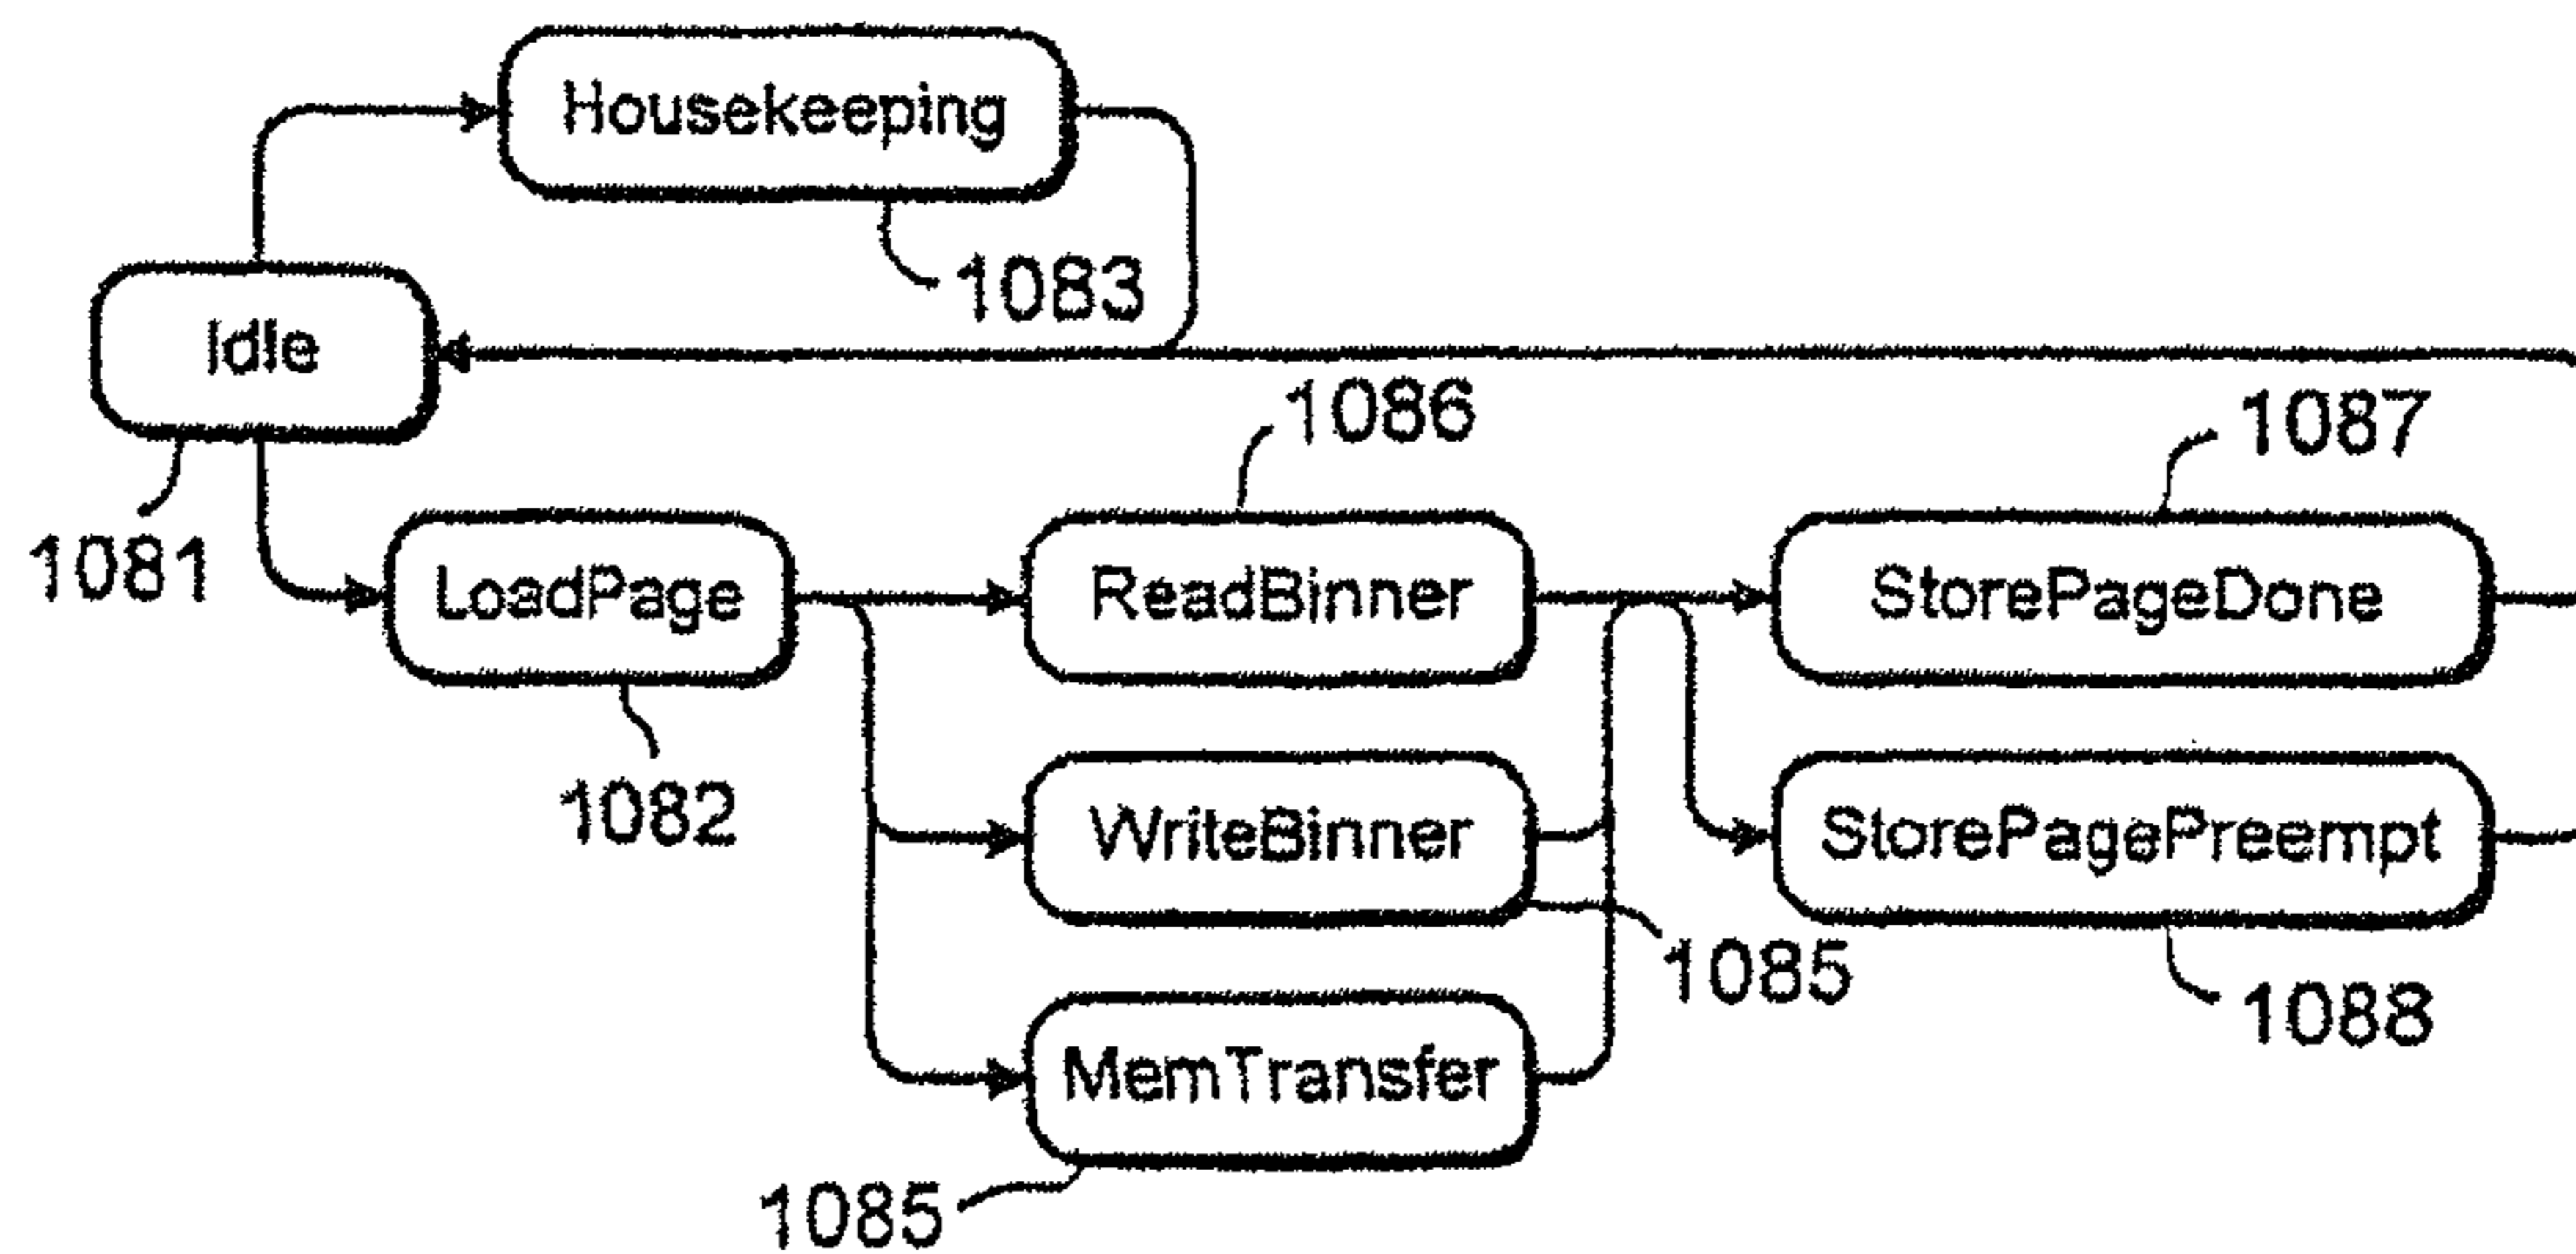 Housekeeping
1083
Idle
1081
1086
1087
LoadPage
ReadBinner
StorePageDone
1082
WriteBinner
StorePagePreempt
1085
1088
MemTransfer
1085